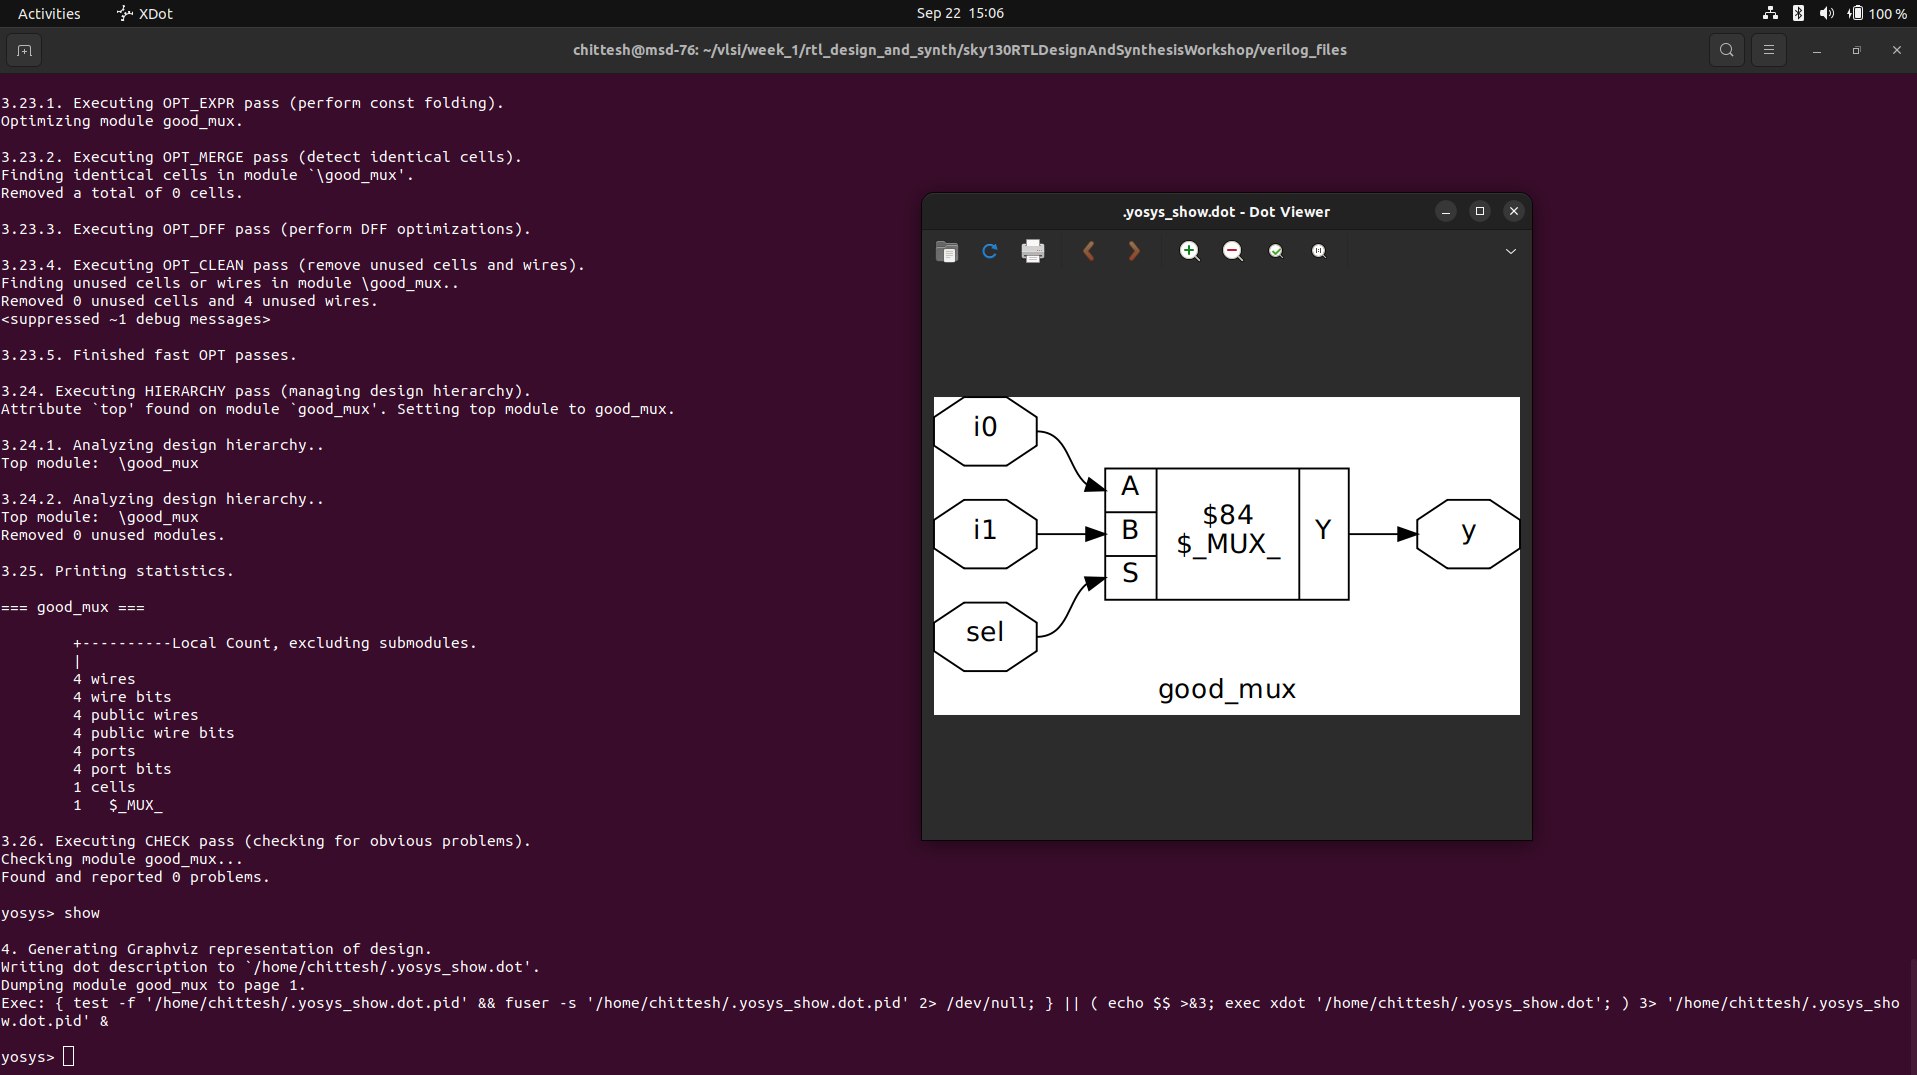 Activities
XDot
Sep 22 15:06
100 %
chittesh@msd-76: ~/vlsi/week_1/rtl_design_and_synth/sky130RTLDesignAndSynthesisWorkshop/verilog_files
3.23.1. Executing OPT_EXPR pass (perform const folding).
Optimizing module good_mux.
3.23.2. Executing OPT_MERGE pass (detect identical cells).
Finding identical cells in module `\good_mux'.
Removed a total of 0 cells.
3.23.3. Executing OPT_DFF pass (perform DFF optimizations).
3.23.4. Executing OPT_CLEAN pass (remove unused cells and wires).
Finding unused cells or wires in module \good_mux..
Removed 0 unused cells and 4 unused wires.
<suppressed ~1 debug messages>
3.23.5. Finished fast OPT passes.
3.24. Executing HIERARCHY pass (managing design hierarchy).
Attribute `top' found on module `good_mux'. Setting top module to good_mux.
3.24.1. Analyzing design hierarchy..
Top module:  \good_mux
3.24.2. Analyzing design hierarchy..
Top module:  \good_mux
Removed 0 unused modules.
3.25. Printing statistics.
=== good_mux ===
+----------Local Count, excluding submodules.
|
4 wires
4 wire bits
4 public wires
4 public wire bits
4 ports
4 port bits
1 cells
1   $_MUX_
3.26. Executing CHECK pass (checking for obvious problems).
Checking module good_mux...
Found and reported 0 problems.
yosys> show
4. Generating Graphviz representation of design.
Writing dot description to `/home/chittesh/.yosys_show.dot'.
Dumping module good_mux to page 1.
Exec: { test -f '/home/chittesh/.yosys_show.dot.pid' && fuser -s '/home/chittesh/.yosys_show.dot.pid' 2> /dev/null; } || ( echo $$ >&3; exec xdot '/home/chittesh/.yosys_show.dot'; ) 3> '/home/chittesh/.yosys_sho
w.dot.pid' &
yosys>
.yosys_show.dot - Dot Viewer
i0
i1
sel
A
B
S
$84
$_MUX_
Y
y
good_mux